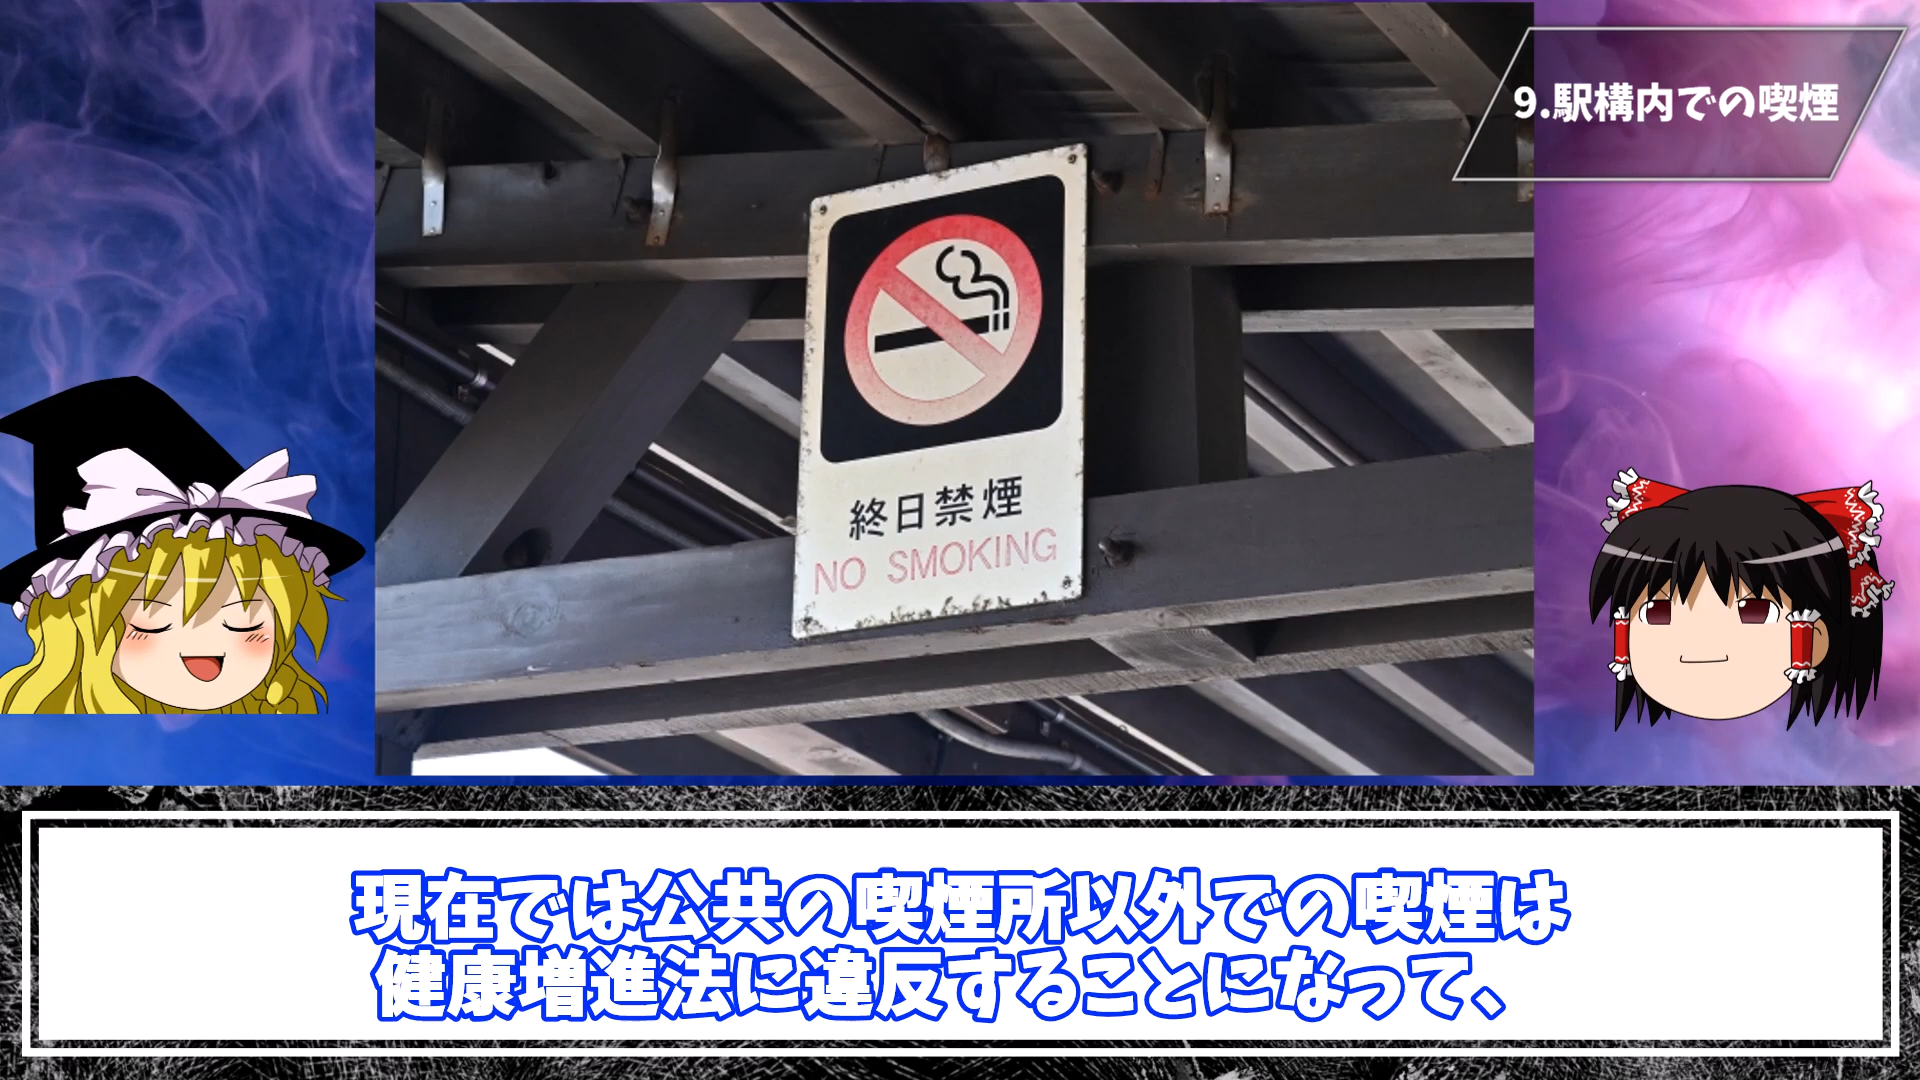 9.駅構内での喫煙
終日禁煙
NO SMOKING
現在では公共の喫煙所以外での喫煙は
健康増進法に違反することになって、